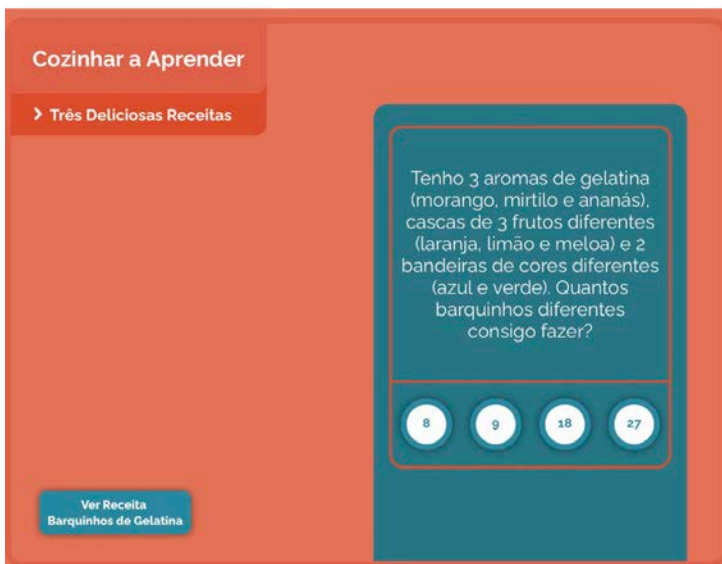 Cozinhar a Aprender
Três Deliciosas Receitas
Tenho 3 aromas de gelatina
(morango, mirtilo e ananás),
cascas de 3 frutos diferentes
(laranja, limão e meloa) e 2
bandeiras de cores diferentes
(azul e verde). Quantos
barquinhos diferentes
consigo fazer?
8
9
18
27
Ver Receita
Barquinhos de Gelatina